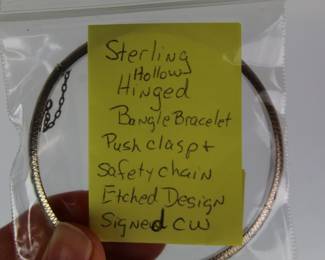 Sterling
Hollow
Hinged
Bangle Bracelet
Push clasp +
safety chain
Etched Design
Signed CW